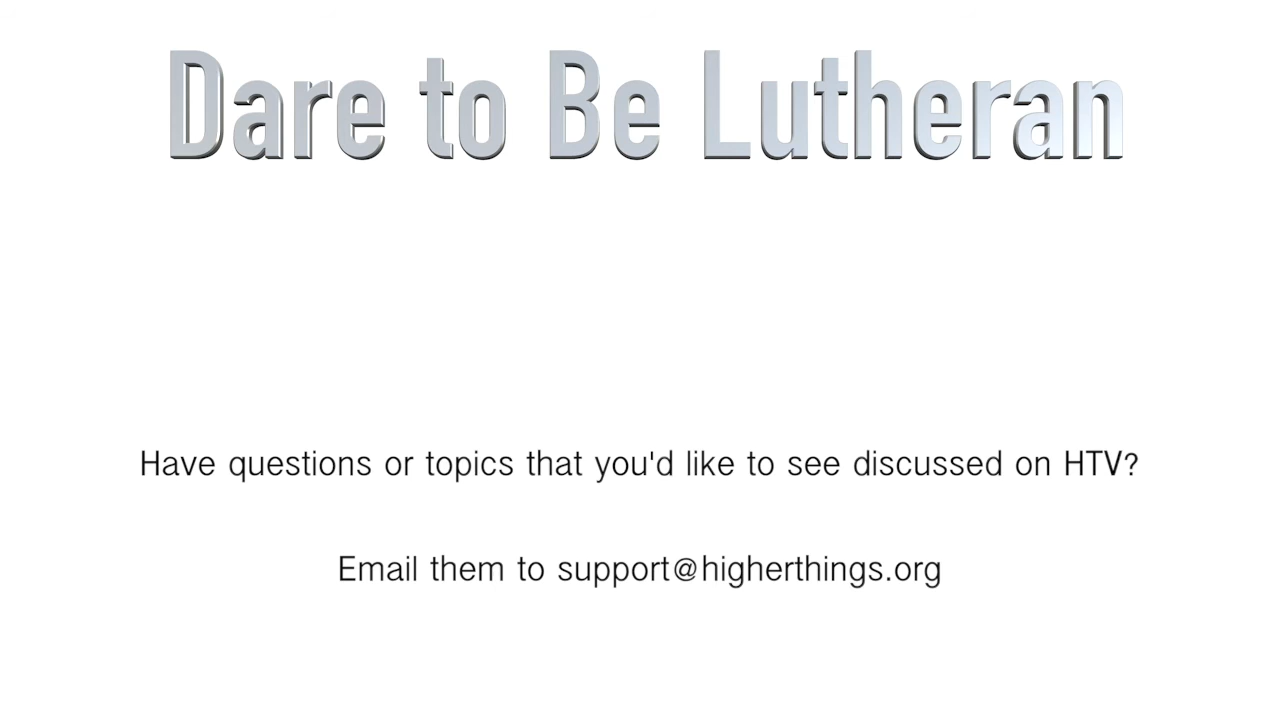 Dare to Be Lutheran
Have questions or topics that you'd like to see discussed on HTV?
Email them to support@higherthings.org